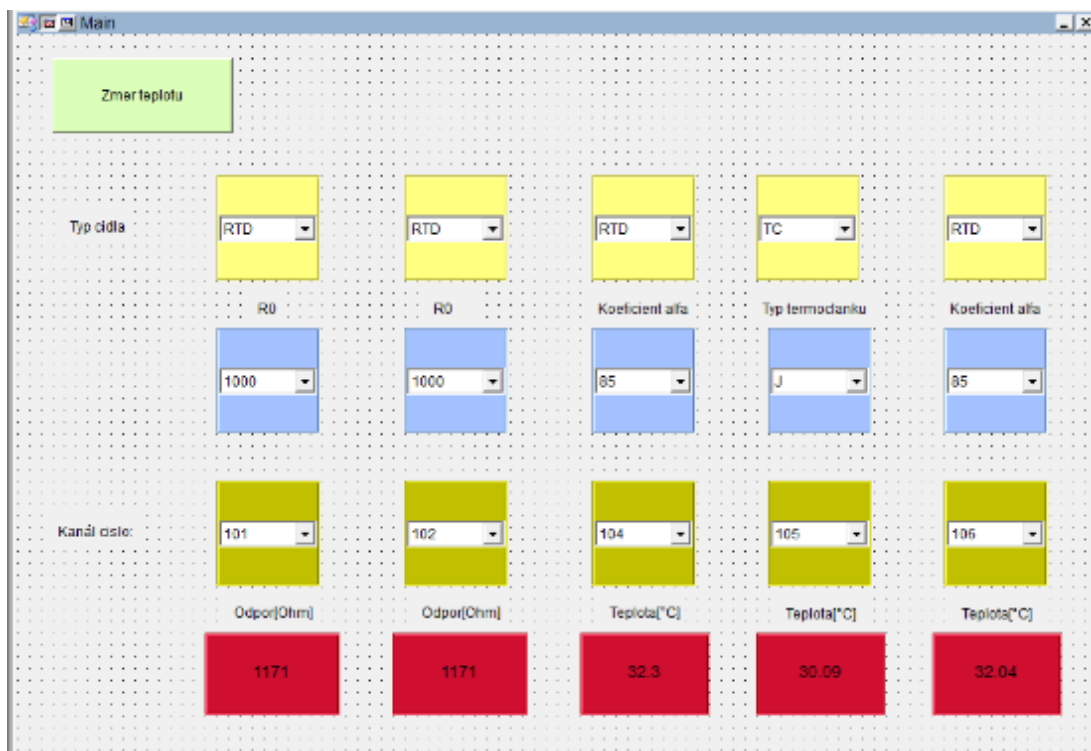 Main
Zmer teplotu
Typ cidla RTD RTD RTD TC RTD
R0 R0 Koeficient alfa Typ termoclanku Koeficient alfa
1000 1000 85 J 85
Kanál cislo: 101 102 104 105 106
Odpor[Ohm] Odpor[Ohm] Teplota[°C] Teplota[°C] Teplota[°C]
1171 1171 32.3 30.09 32.04